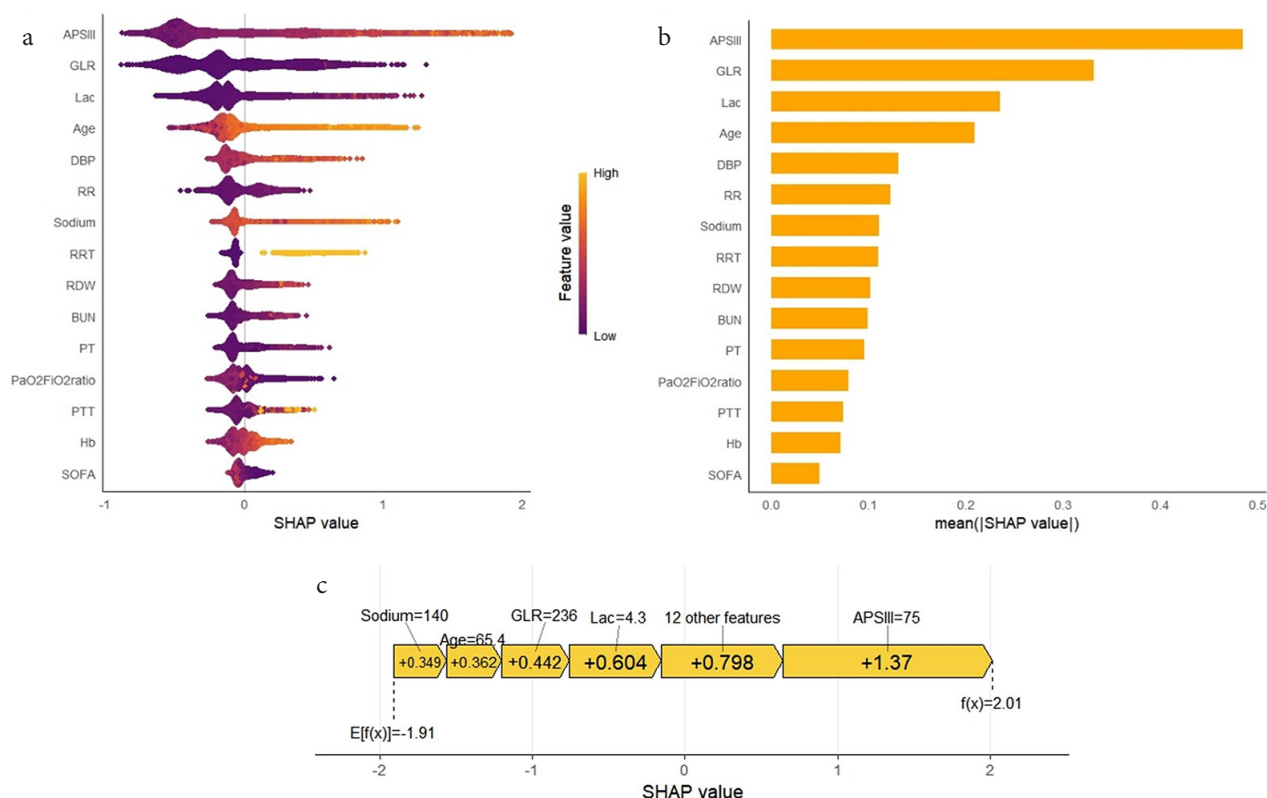 a
APSIII
GLR
Lac
Age
DBP
RR
Sodium
RRT
RDW
BUN
PT
PaO2FiO2ratio
PTT
Hb
SOFA
-1
0
1
2
SHAP value
High
Feature value
Low
b
APSIII
GLR
Lac
Age
DBP
RR
Sodium
RRT
RDW
BUN
PT
PaO2FiO2ratio
PTT
Hb
SOFA
0.0
0.1
0.2
0.3
0.4
0.5
mean(|SHAP value|)
c
Sodium=140
Age=65.4
GLR=236
Lac=4.3
12 other features
APSIII=75
+0.349
+0.362
+0.442
+0.604
+0.798
+1.37
E[f(x)]=-1.91
f(x)=2.01
-2
-1
0
1
2
SHAP value